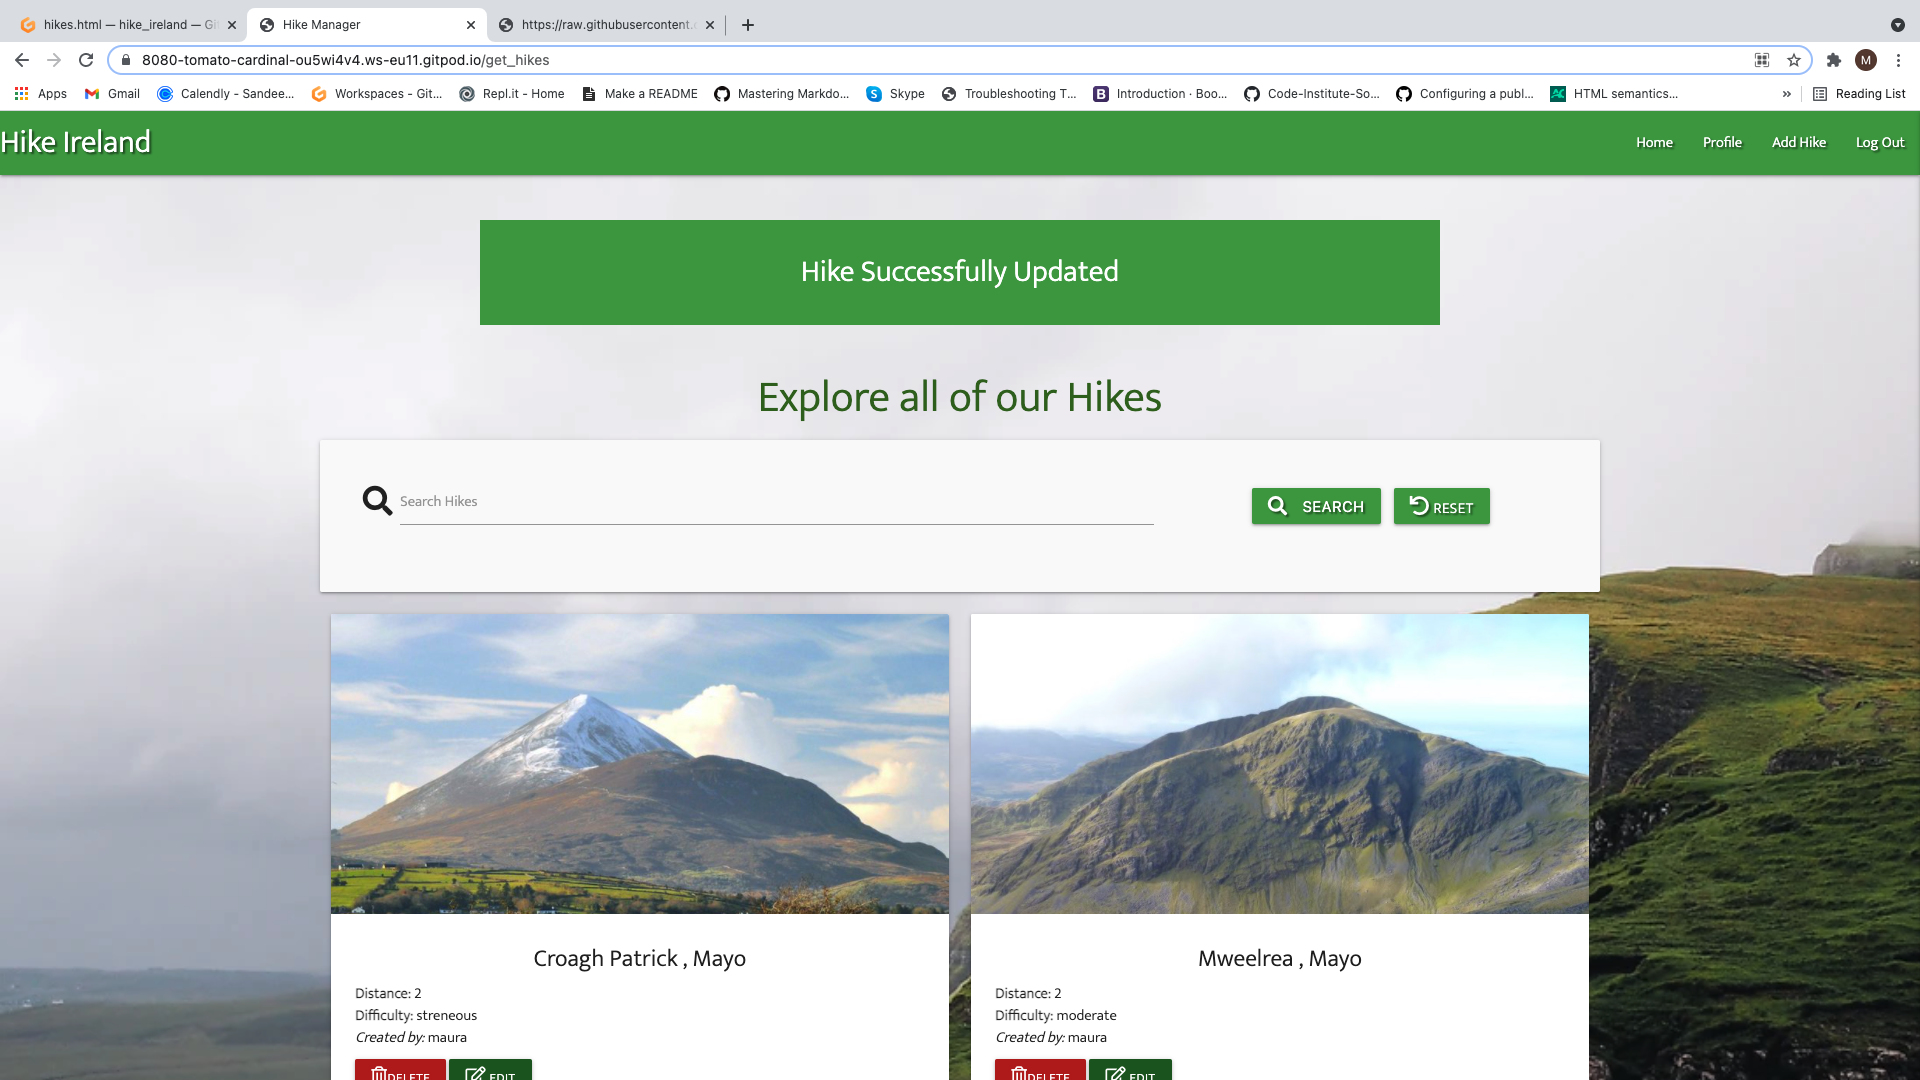 hikes.html — hike_ireland — Gi
Hike Manager
https://raw.githubusercontent.c
8080-tomato-cardinal-ou5wi4v4.ws-eu11.gitpod.io/get_hikes
M
Apps
Gmail
Calendly - Sandee...
Workspaces - Git...
Repl.it - Home
Make a README
Mastering Markdo...
Skype
Troubleshooting T...
Introduction · Boo...
Code-Institute-So...
Configuring a publ...
HTML semantics...
»
Reading List
Hike Ireland
Home
Profile
Add Hike
Log Out
Hike Successfully Updated
Explore all of our Hikes
Search Hikes
SEARCH
RESET
Croagh Patrick , Mayo
Distance: 2
Difficulty: streneous
Created by: maura
DELETE
EDIT
Mweelrea , Mayo
Distance: 2
Difficulty: moderate
Created by: maura
DELETE
EDIT